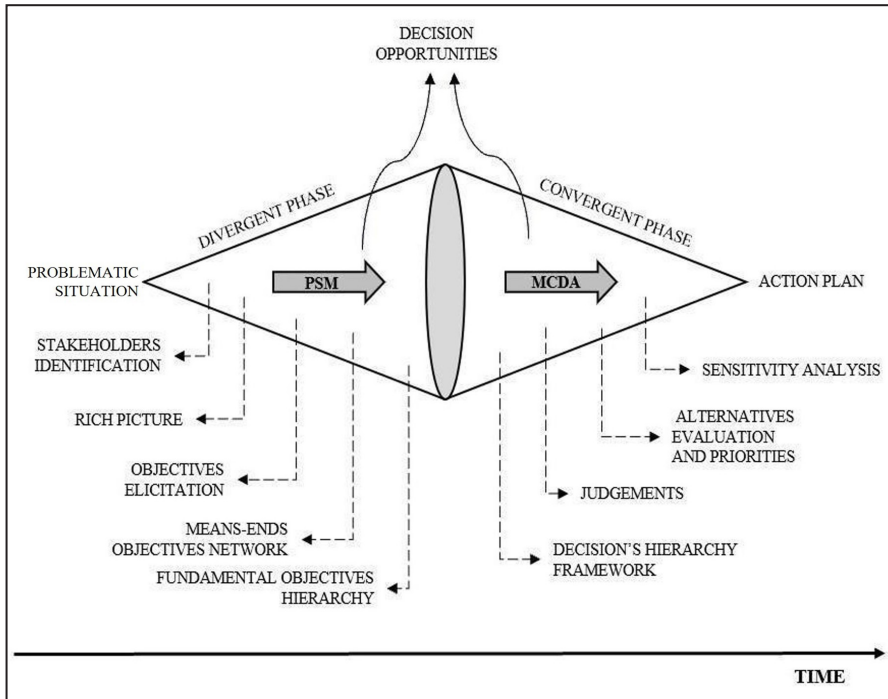 DECISION
OPPORTUNITIES
DIVERGENT PHASE
CONVERGENT PHASE
PROBLEMATIC
SITUATION
PSM
MCDA
ACTION PLAN
STAKEHOLDERS
IDENTIFICATION
SENSITIVITY ANALYSIS
RICH PICTURE
ALTERNATIVES
EVALUATION
AND PRIORITIES
OBJECTIVES
ELICITATION
JUDGEMENTS
MEANS-ENDS
OBJECTIVES NETWORK
DECISION'S HIERARCHY
FRAMEWORK
FUNDAMENTAL OBJECTIVES
HIERARCHY
TIME